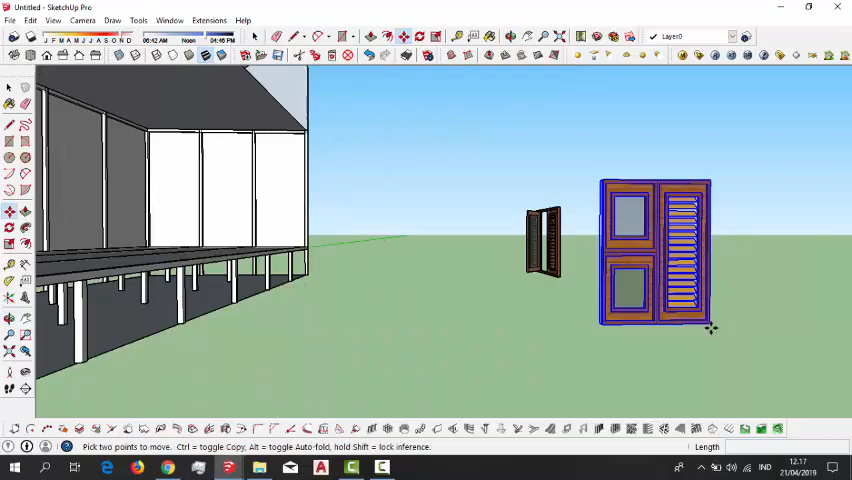 Untitled - SketchUp Pro
File Edit View Camera Draw Tools Window Extensions Help
J F M A M J J A S O N D 06:42 AM Noon 04:46 PM
Layer0
Pick two points to move. Ctrl = toggle Copy, Alt = toggle Auto-fold, hold Shift = lock inference.
Length
IND
12.17
21/04/2019